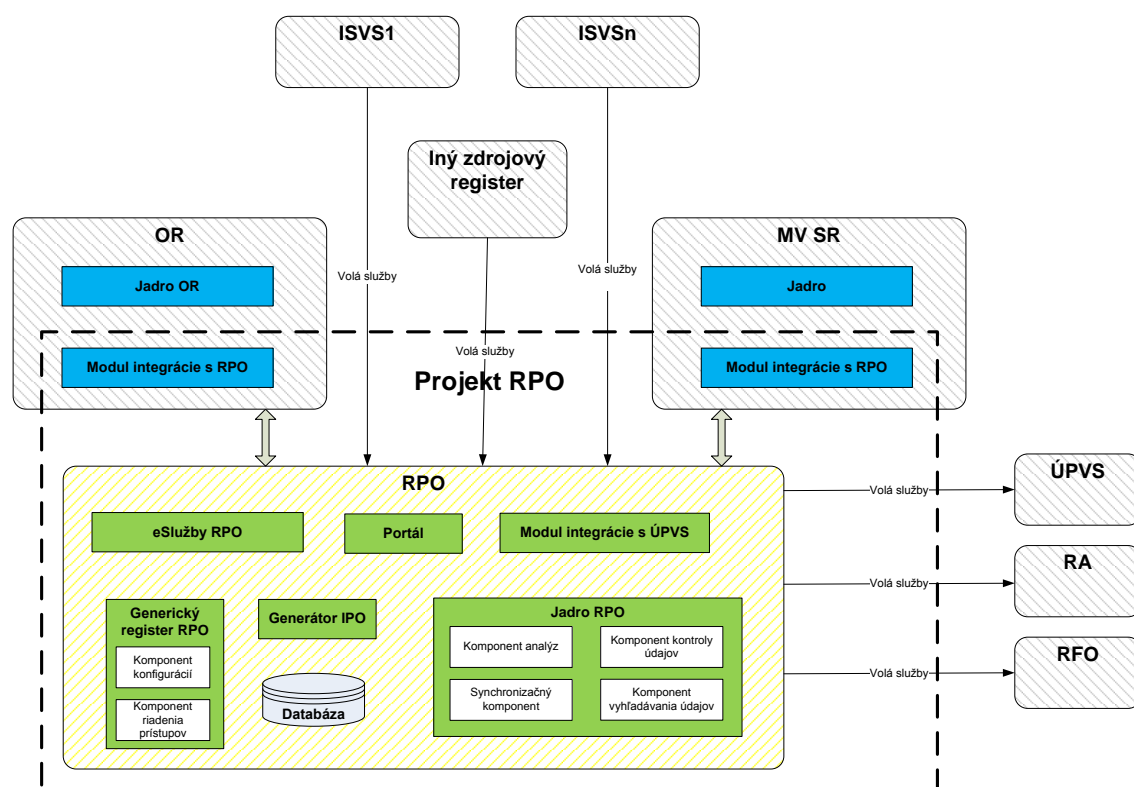 ISVS1
ISVSn
Iný zdrojový
register
OR
MV SR
Jadro OR
Jadro
Volá služby
Volá služby
Volá služby
Modul integrácie s RPO
Modul integrácie s RPO
Projekt RPO
RPO
ÚPVS
Volá služby
eSlužby RPO
Portál
Modul integrácie s ÚPVS
RA
Volá služby
Generický
register RPO
Generátor IPO
Jadro RPO
Komponent
konfigurácií
Komponent analýz
Komponent kontroly
údajov
RFO
Volá služby
Komponent
riadenia
prístupov
Databáza
Synchronizačný
komponent
Komponent
vyhľadávania údajov